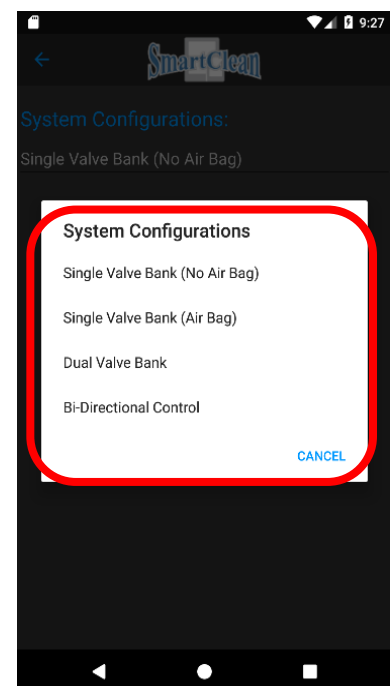 9:27
SmartClean
System Configurations:
Single Valve Bank (No Air Bag)
System Configurations
Single Valve Bank (No Air Bag)
Single Valve Bank (Air Bag)
Dual Valve Bank
Bi-Directional Control
CANCEL